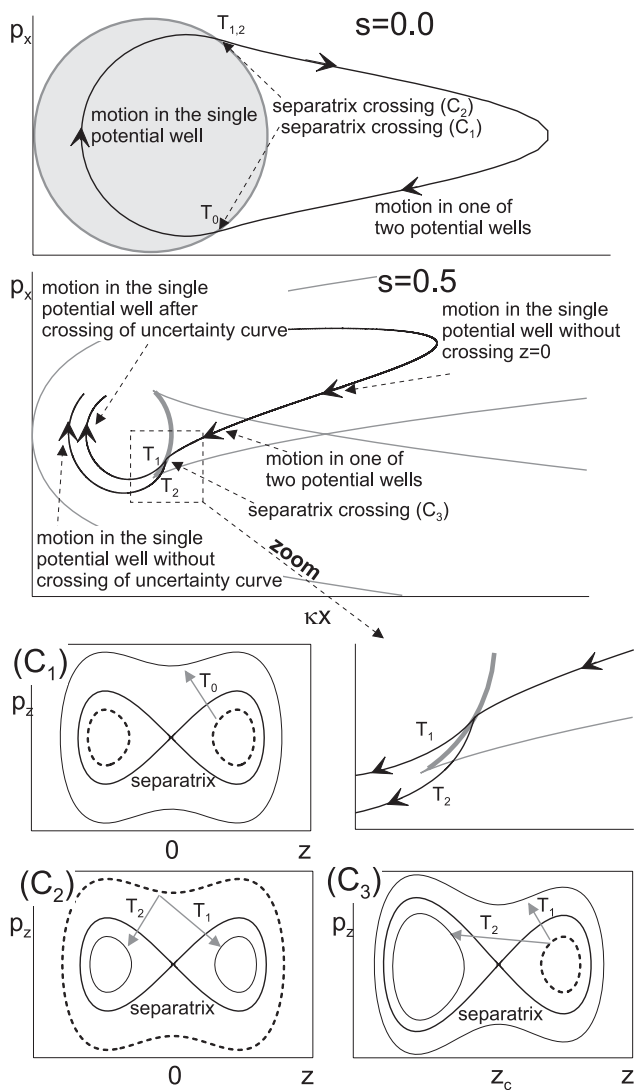 p_x
T_1,2
s=0.0
separatrix crossing (C_2)
separatrix crossing (C_1)
motion in the single
potential well
T_0
motion in one of
two potential wells
p_x
s=0.5
motion in the single
potential well after
crossing of uncertainty curve
motion in the single
potential well without
crossing z=0
T_1
T_2
motion in one of
two potential wells
separatrix crossing (C_3)
motion in the single
potential well without
crossing of uncertainty curve
zoom
κx
(C_1)
p_z
T_0
separatrix
0
z
T_1
T_2
(C_2)
p_z
T_2
T_1
separatrix
0
z
(C_3)
p_z
T_2
T_1
separatrix
z_c
z